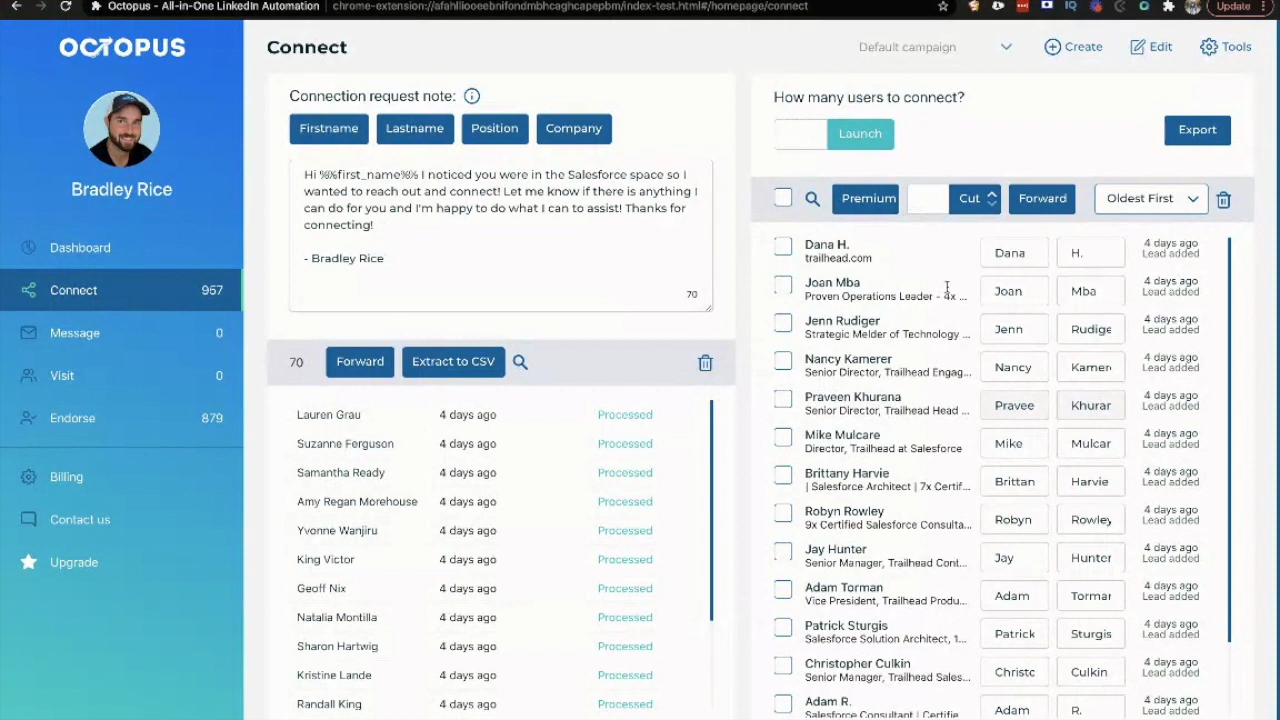 Octopus - All-in-One LinkedIn Automation
chrome-extension://afahllioeebnifondmbhcaghcapepbm/index-test.html#/homepage/connect
Update
OCTOPUS
Bradley Rice
Dashboard
Connect 967
Message 0
Visit 0
Endorse 879
Billing
Contact us
Upgrade
Connect
Default campaign
Create
Edit
Tools
Connection request note:
Firstname Lastname Position Company
Hi %%first_name%% I noticed you were in the Salesforce space so I
wanted to reach out and connect! Let me know if there is anything I
can do for you and I'm happy to do what I can to assist! Thanks for
connecting!
- Bradley Rice
70
70 Forward Extract to CSV
Lauren Grau 4 days ago Processed
Suzanne Ferguson 4 days ago Processed
Samantha Ready 4 days ago Processed
Amy Regan Morehouse 4 days ago Processed
Yvonne Wanjiru 4 days ago Processed
King Victor 4 days ago Processed
Geoff Nix 4 days ago Processed
Natalia Montilla 4 days ago Processed
Sharon Hartwig 4 days ago Processed
Kristine Lande 4 days ago Processed
Randall King 4 days ago Processed
How many users to connect?
Launch
Export
Premium Cut Forward Oldest First
Dana H. Dana H. 4 days ago
trailhead.com Lead added
Joan Mba Joan Mba 4 days ago
Proven Operations Leader - 4x ... Lead added
Jenn Rudiger Jenn Rudige 4 days ago
Strategic Melder of Technology ... Lead added
Nancy Kamerer Nancy Kamer 4 days ago
Senior Director, Trailhead Engag... Lead added
Praveen Khurana Pravee Khurar 4 days ago
Senior Director, Trailhead Head ... Lead added
Mike Mulcare Mike Mulcar 4 days ago
Director, Trailhead at Salesforce Lead added
Brittany Harvie Brittan Harvie 4 days ago
| Salesforce Architect | 7x Certif... Lead added
Robyn Rowley Robyn Rowley 4 days ago
9x Certified Salesforce Consulta... Lead added
Jay Hunter Jay Hunter 4 days ago
Senior Manager, Trailhead Cont... Lead added
Adam Torman Adam Tormar 4 days ago
Vice President, Trailhead Produ... Lead added
Patrick Sturgis Patrick Sturgis 4 days ago
Salesforce Solution Architect, 1... Lead added
Christopher Culkin Christo Culkin 4 days ago
Senior Manager, Trailhead Sales... Lead added
Adam R. Adam R. 4 days ago
Salesforce Consultant | Certifie... Lead added